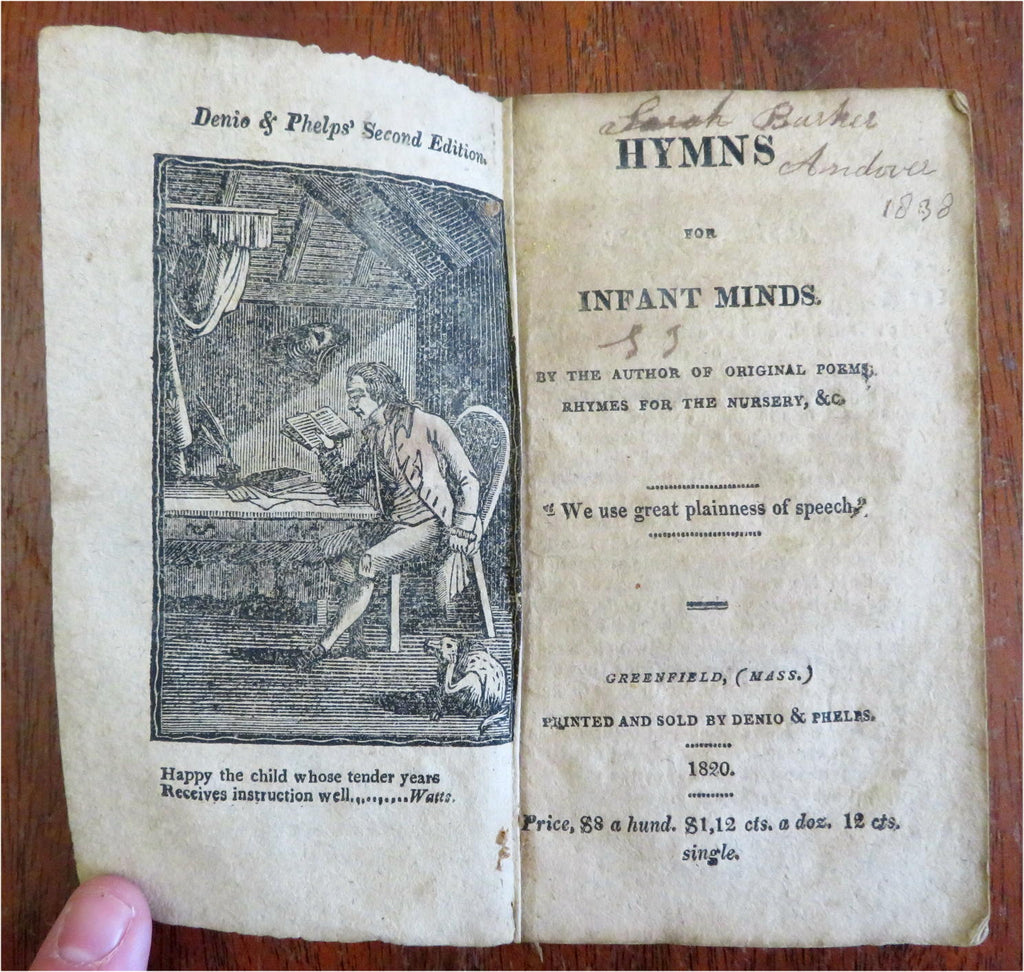 Denio & Phelps' Second Edition.
Happy the child whose tender years
Receives instruction well.,.,.,....Watts.
Sarah Barker
HYMNS
Andover
1838
FOR
INFANT MINDS.
BY THE AUTHOR OF ORIGINAL POEMS,
RHYMES FOR THE NURSERY, &C.
"We use great plainness of speech."
GREENFIELD, (MASS.)
PRINTED AND SOLD BY DENIO & PHELPS.
1820.
Price, $8 a hund. $1,12 cts. a doz. 12 cts.
single.